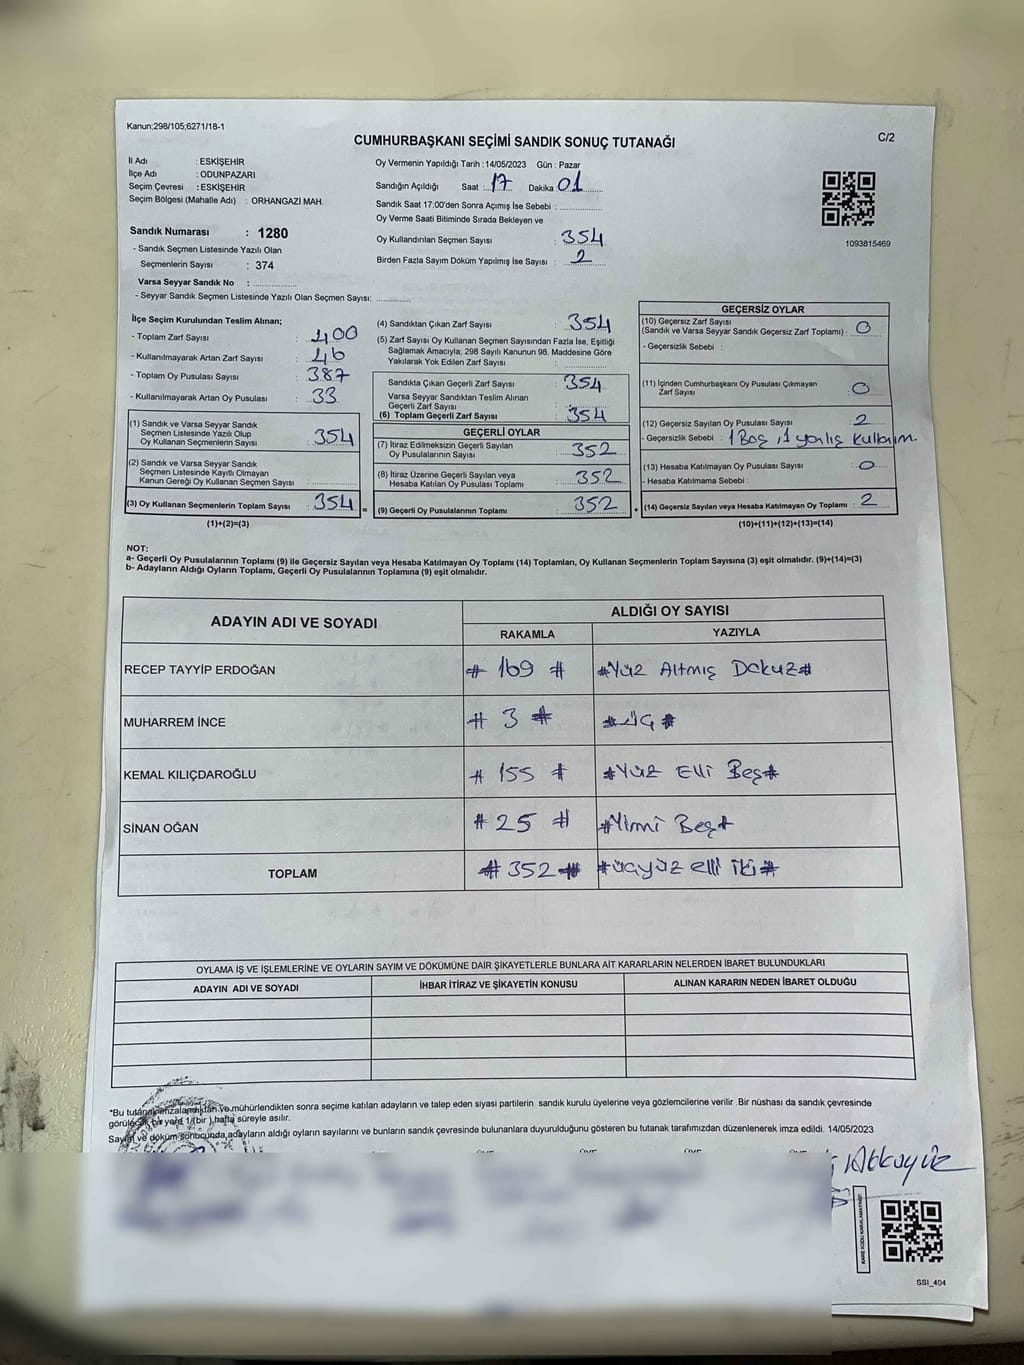 Kanun;298/105;6271/18-1
C/2
CUMHURBAŞKANI SEÇİMİ SANDIK SONUÇ TUTANAĞI
İl Adı : ESKİŞEHİR
İlçe Adı : ODUNPAZARI
Seçim Çevresi : ESKİŞEHİR
Seçim Bölgesi (Mahalle Adı) : ORHANGAZİ MAH.
Sandık Numarası : 1280
- Sandık Seçmen Listesinde Yazılı Olan
Seçmenlerin Sayısı : 374
Varsa Seyyar Sandık No : ................
- Seyyar Sandık Seçmen Listesinde Yazılı Olan Seçmen Sayısı: ............
Oy Vermenin Yapıldığı Tarih :14/05/2023 Gün : Pazar
Sandığın Açıldığı Saat : 17 Dakika : 01
Sandık Saat 17:00'den Sonra Açımış İse Sebebi : ..............
Oy Verme Saati Bitiminde Sırada Bekleyen ve
Oy Kullandırılan Seçmen Sayısı : 354
Birden Fazla Sayım Döküm Yapılmış İse Sayısı : 2
1093815469
İlçe Seçim Kurulundan Teslim Alınan;
- Toplam Zarf Sayısı : 400
- Kullanılmayarak Artan Zarf Sayısı : 46
- Toplam Oy Pusulası Sayısı : 387
- Kullanılmayarak Artan Oy Pusulası : 33
(1) Sandık ve Varsa Seyyar Sandık
Seçmen Listesinde Yazılı Olup
Oy Kullanan Seçmenlerin Sayısı : 354
(2) Sandık ve Varsa Seyyar Sandık
Seçmen Listesinde Kayıtlı Olmayan
Kanun Gereği Oy Kullanan Seçmen Sayısı : ..............
(3) Oy Kullanan Seçmenlerin Toplam Sayısı : 354 =
(1)+(2)=(3)
(4) Sandıktan Çıkan Zarf Sayısı : 354
(5) Zarf Sayısı Oy Kullanan Seçmen Sayısından Fazla İse, Eşitliği
Sağlamak Amacıyla; 298 Sayılı Kanunun 98. Maddesine Göre
Yakılarak Yok Edilen Zarf Sayısı : ..............
Sandıkta Çıkan Geçerli Zarf Sayısı : 354
Varsa Seyyar Sandıktan Teslim Alınan
Geçerli Zarf Sayısı :
(6) Toplam Geçerli Zarf Sayısı : 354
GEÇERLİ OYLAR
(7) İtiraz Edilmeksizin Geçerli Sayılan
Oy Pusulalarının Sayısı : 352
(8) İtiraz Üzerine Geçerli Sayılan veya
Hesaba Katılan Oy Pusulası Toplamı : 352
(9) Geçerli Oy Pusulalarının Toplamı : 352 +
GEÇERSİZ OYLAR
(10) Geçersiz Zarf Sayısı
(Sandık ve Varsa Seyyar Sandık Geçersiz Zarf Toplamı) : 0
- Geçersizlik Sebebi :
(11) İçinden Cumhurbaşkanı Oy Pusulası Çıkmayan
Zarf Sayısı : 0
(12) Geçersiz Sayılan Oy Pusulası Sayısı : 2
- Geçersizlik Sebebi : 1 Boş, 1 yanlış kullanım.
(13) Hesaba Katılmayan Oy Pusulası Sayısı : 0
- Hesaba Katılmama Sebebi :
(14) Geçersiz Sayılan veya Hesaba Katılmayan Oy Toplamı : 2
(10)+(11)+(12)+(13)=(14)
NOT:
a- Geçerli Oy Pusulalarının Toplamı (9) ile Geçersiz Sayılan veya Hesaba Katılmayan Oy Toplamı (14) Toplamları, Oy Kullanan Seçmenlerin Toplam Sayısına (3) eşit olmalıdır. (9)+(14)=(3)
b- Adayların Aldığı Oyların Toplamı, Geçerli Oy Pusulalarının Toplamına (9) eşit olmalıdır.
ADAYIN ADI VE SOYADI
ALDIĞI OY SAYISI
RAKAMLA YAZIYLA
RECEP TAYYİP ERDOĞAN # 169 # #Yüz Altmış Dokuz#
MUHARREM İNCE # 3 # #üç#
KEMAL KILIÇDAROĞLU # 155 # #Yüz Elli Beş#
SİNAN OĞAN # 25 # #Yirmi Beş#
TOPLAM # 352 # #üçyüz elli iki#
OYLAMA İŞ VE İŞLEMLERİNE VE OYLARIN SAYIM VE DÖKÜMÜNE DAİR ŞİKAYETLERLE BUNLARA AİT KARARLARIN NELERDEN İBARET BULUNDUKLARI
ADAYIN ADI VE SOYADI İHBAR İTİRAZ VE ŞİKAYETİN KONUSU ALINAN KARARIN NEDEN İBARET OLDUĞU
*Bu tutanak imzalandıktan ve mühürlendikten sonra seçime katılan adayların ve talep eden siyasi partilerin sandık kurulu üyelerine veya gözlemcilerine verilir. Bir nüshası da sandık çevresinde
görülecek bir yere 1 (bir) hafta süreyle asılır.
Sayım ve döküm sonucunda adayların aldığı oyların sayılarını ve bunların sandık çevresinde bulunanlara duyurulduğunu gösteren bu tutanak tarafımızdan düzenlenerek imza edildi. 14/05/2023
Akkoyüz
KARE KODU KARALAMAYINIZ!
SSI_404